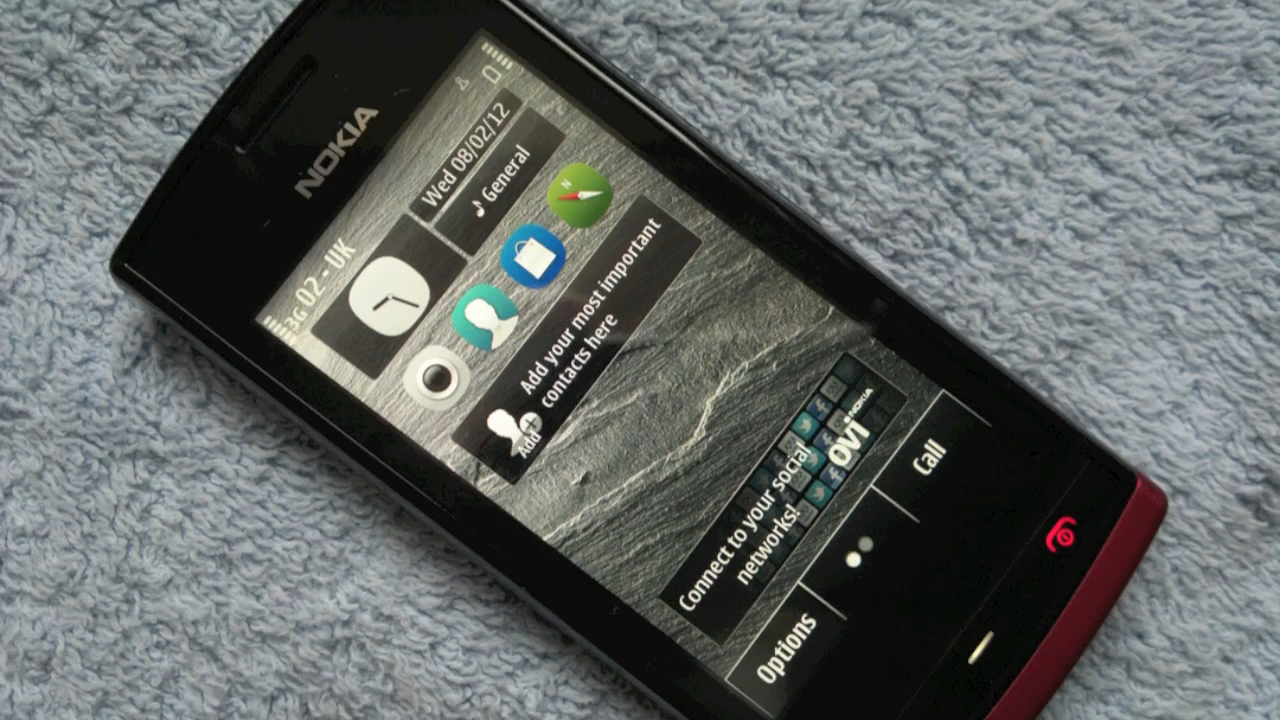 NOKIA
3G O2 - UK
Wed 08/02/12
General
N
Add
Add your most important
contacts here
Connect to your social
networks!
ovi
NOKIA
Options
Call